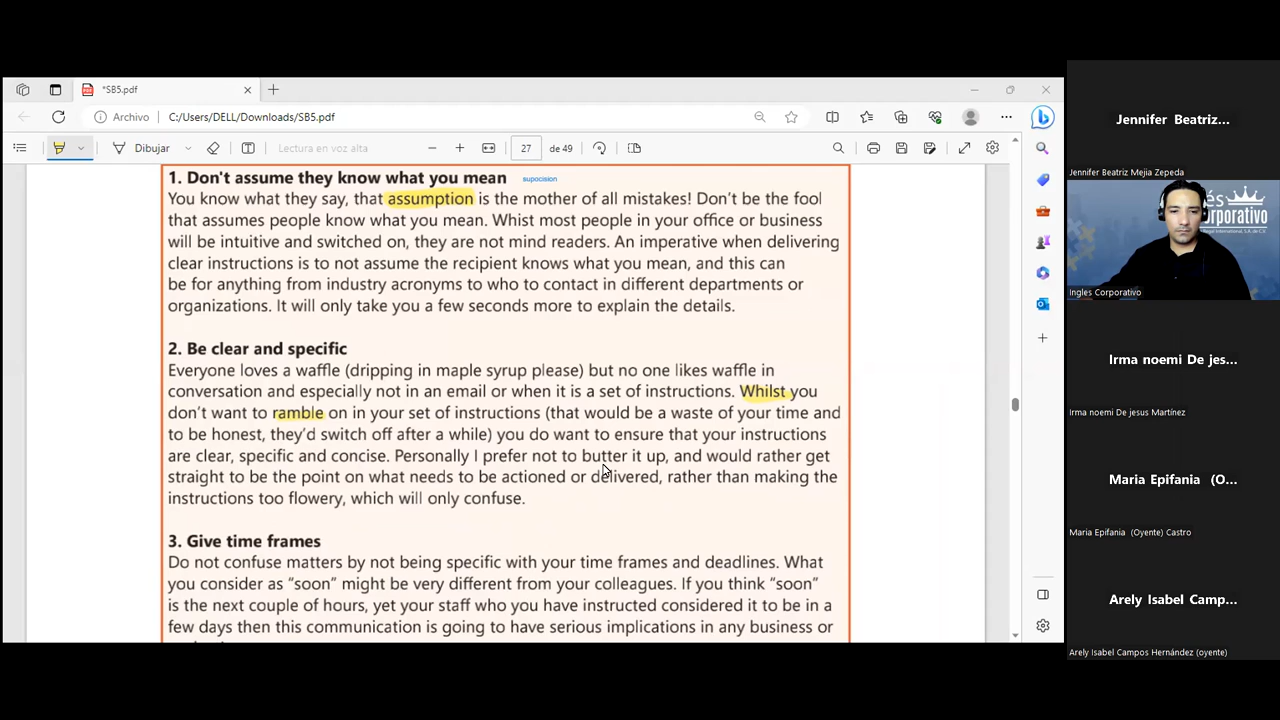 *SB5.pdf
Archivo
C:/Users/DELL/Downloads/SB5.pdf
Dibujar
Lectura en voz alta
27
de 49
1. Don't assume they know what you mean
supocision
You know what they say, that assumption is the mother of all mistakes! Don't be the fool
that assumes people know what you mean. Whist most people in your office or business
will be intuitive and switched on, they are not mind readers. An imperative when delivering
clear instructions is to not assume the recipient knows what you mean, and this can
be for anything from industry acronyms to who to contact in different departments or
organizations. It will only take you a few seconds more to explain the details.
2. Be clear and specific
Everyone loves a waffle (dripping in maple syrup please) but no one likes waffle in
conversation and especially not in an email or when it is a set of instructions. Whilst you
don't want to ramble on in your set of instructions (that would be a waste of your time and
to be honest, they'd switch off after a while) you do want to ensure that your instructions
are clear, specific and concise. Personally I prefer not to butter it up, and would rather get
straight to be the point on what needs to be actioned or delivered, rather than making the
instructions too flowery, which will only confuse.
3. Give time frames
Do not confuse matters by not being specific with your time frames and deadlines. What
you consider as "soon" might be very different from your colleagues. If you think "soon"
is the next couple of hours, yet your staff who you have instructed considered it to be in a
few days then this communication is going to have serious implications in any business or
Jennifer Beatriz...
Jennifer Beatriz Mejia Zepeda
Ingles Corporativo
Irma noemi De jes...
Irma noemi De jesus Martínez
Maria Epifania (O...
Maria Epifania (Oyente) Castro
Arely Isabel Camp...
Arely Isabel Campos Hernández (oyente)